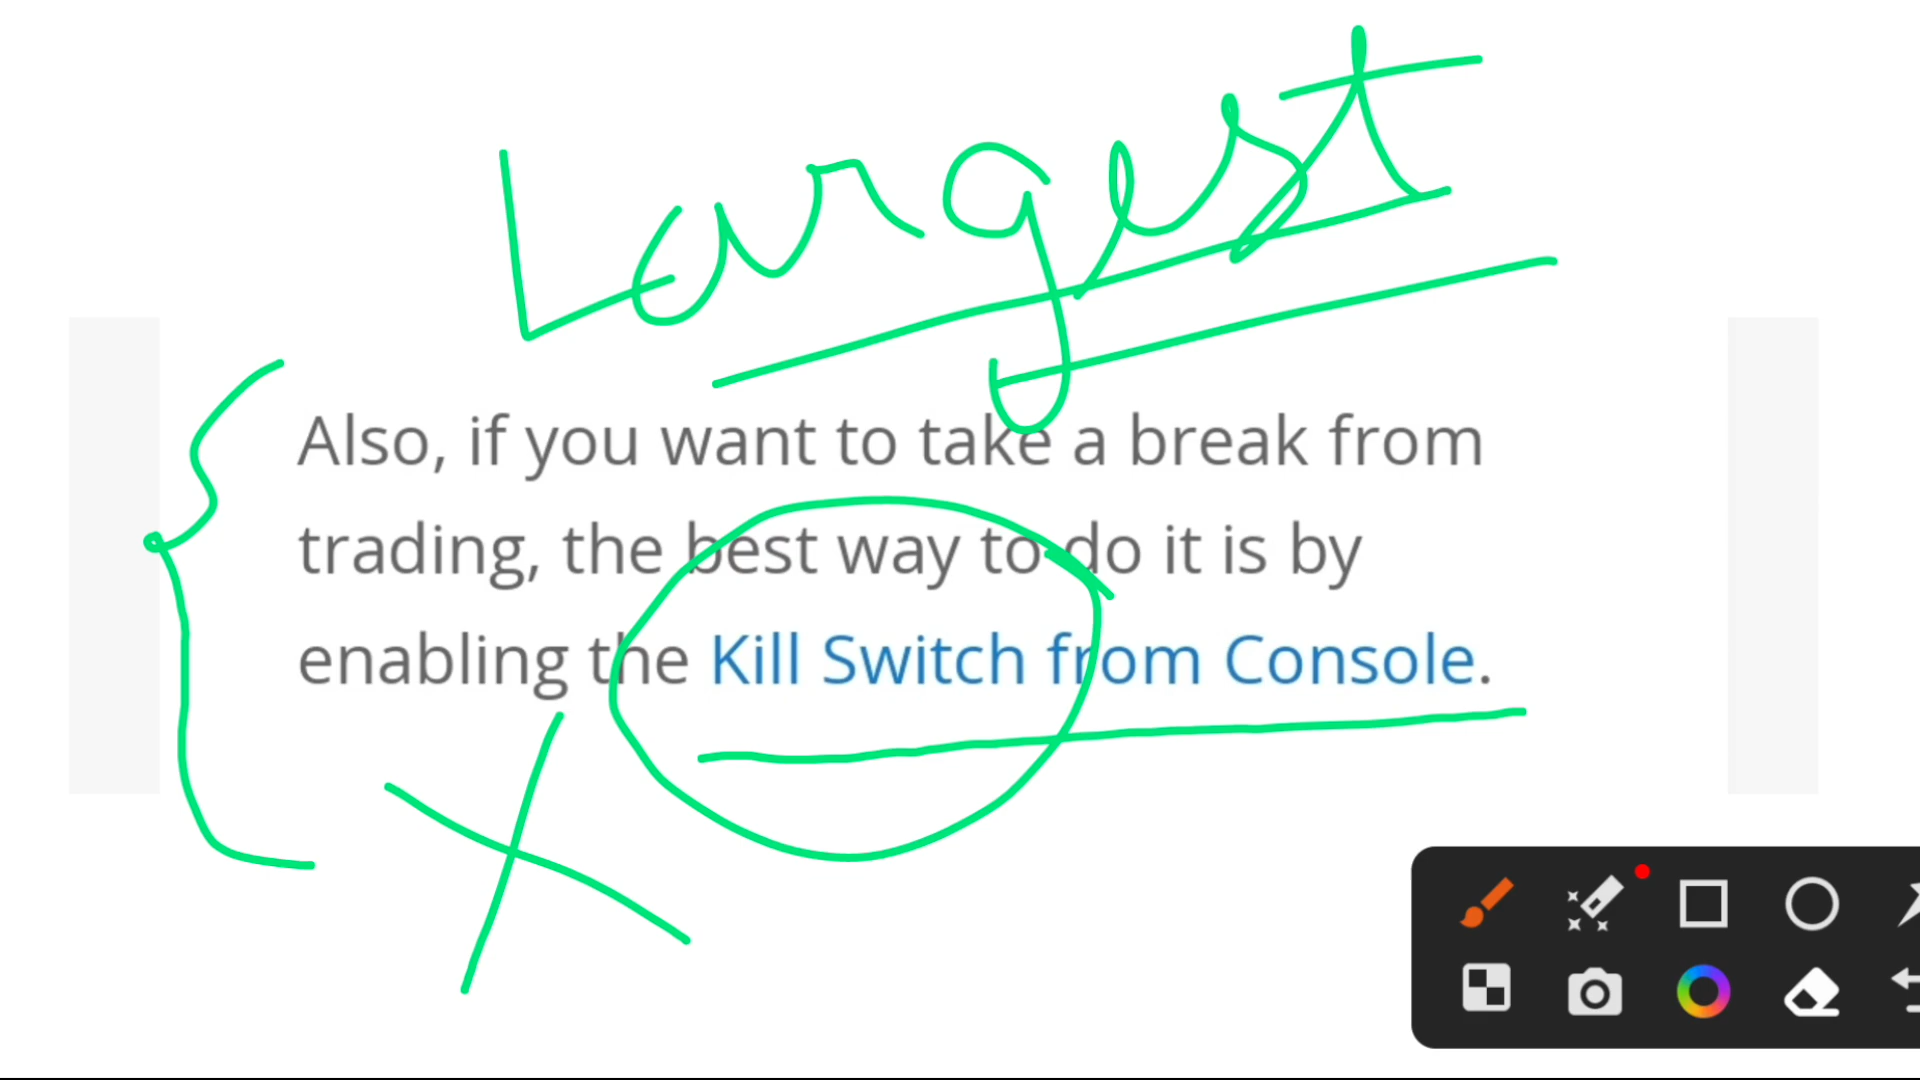 Largest
Also, if you want to take a break from
trading, the best way to do it is by
enabling the Kill Switch from Console.